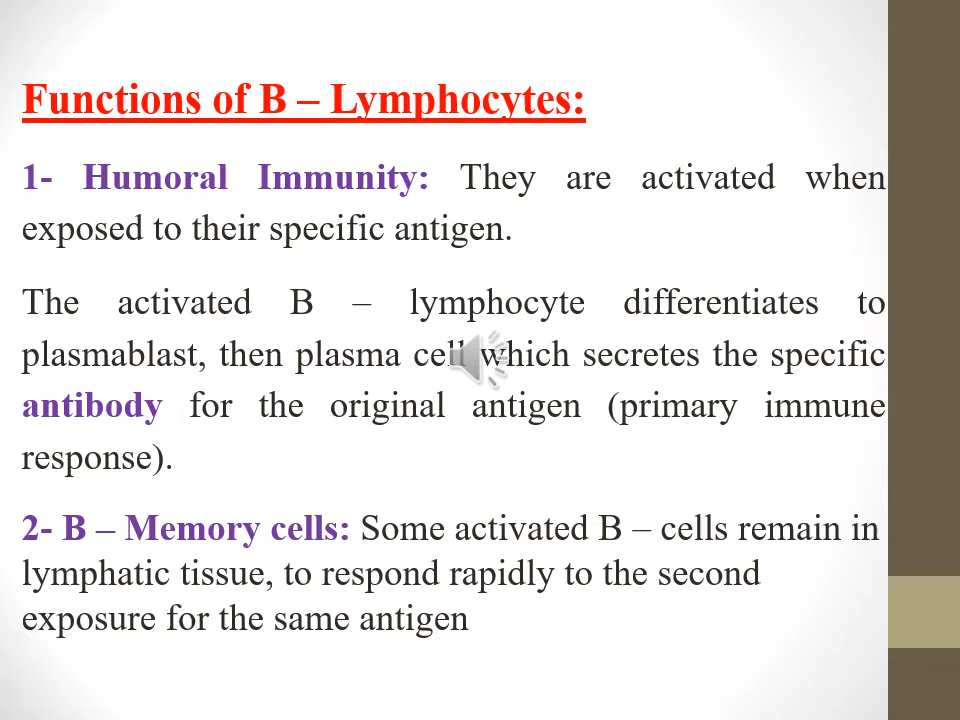 Functions of B – Lymphocytes:
1- Humoral Immunity: They are activated when
exposed to their specific antigen.
The activated B – lymphocyte differentiates to
plasmablast, then plasma cell which secretes the specific
antibody for the original antigen (primary immune
response).
2- B – Memory cells: Some activated B – cells remain in
lymphatic tissue, to respond rapidly to the second
exposure for the same antigen